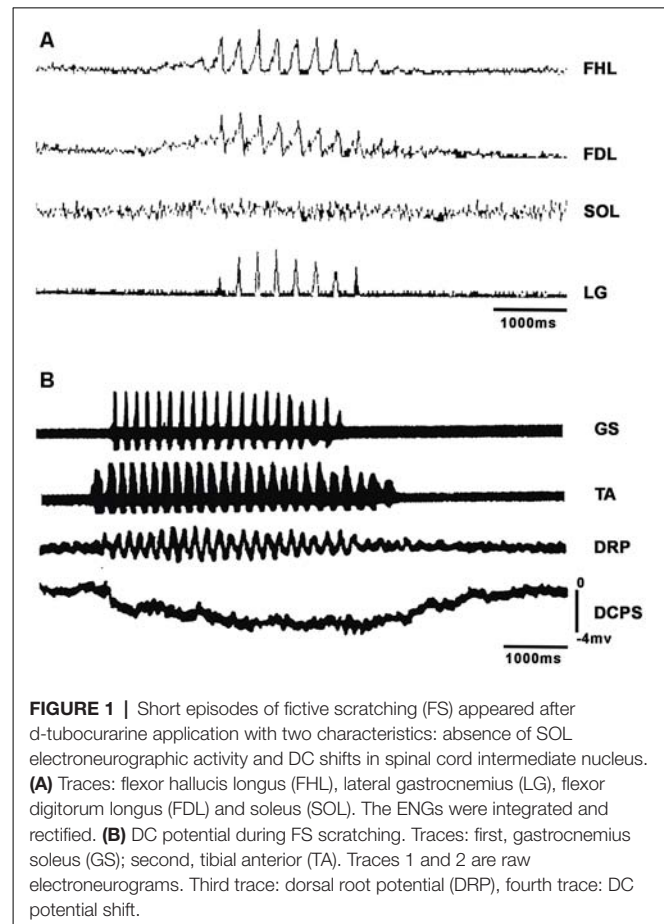 A
FHL
FDL
SOL
LG
1000ms
B
GS
TA
DRP
0
DCPS
-4mv
1000ms
FIGURE 1 | Short episodes of fictive scratching (FS) appeared after
d-tubocurarine application with two characteristics: absence of SOL
electroneurographic activity and DC shifts in spinal cord intermediate nucleus.
(A) Traces: flexor hallucis longus (FHL), lateral gastrocnemius (LG), flexor
digitorum longus (FDL) and soleus (SOL). The ENGs were integrated and
rectified. (B) DC potential during FS scratching. Traces: first, gastrocnemius
soleus (GS); second, tibial anterior (TA). Traces 1 and 2 are raw
electroneurograms. Third trace: dorsal root potential (DRP), fourth trace: DC
potential shift.